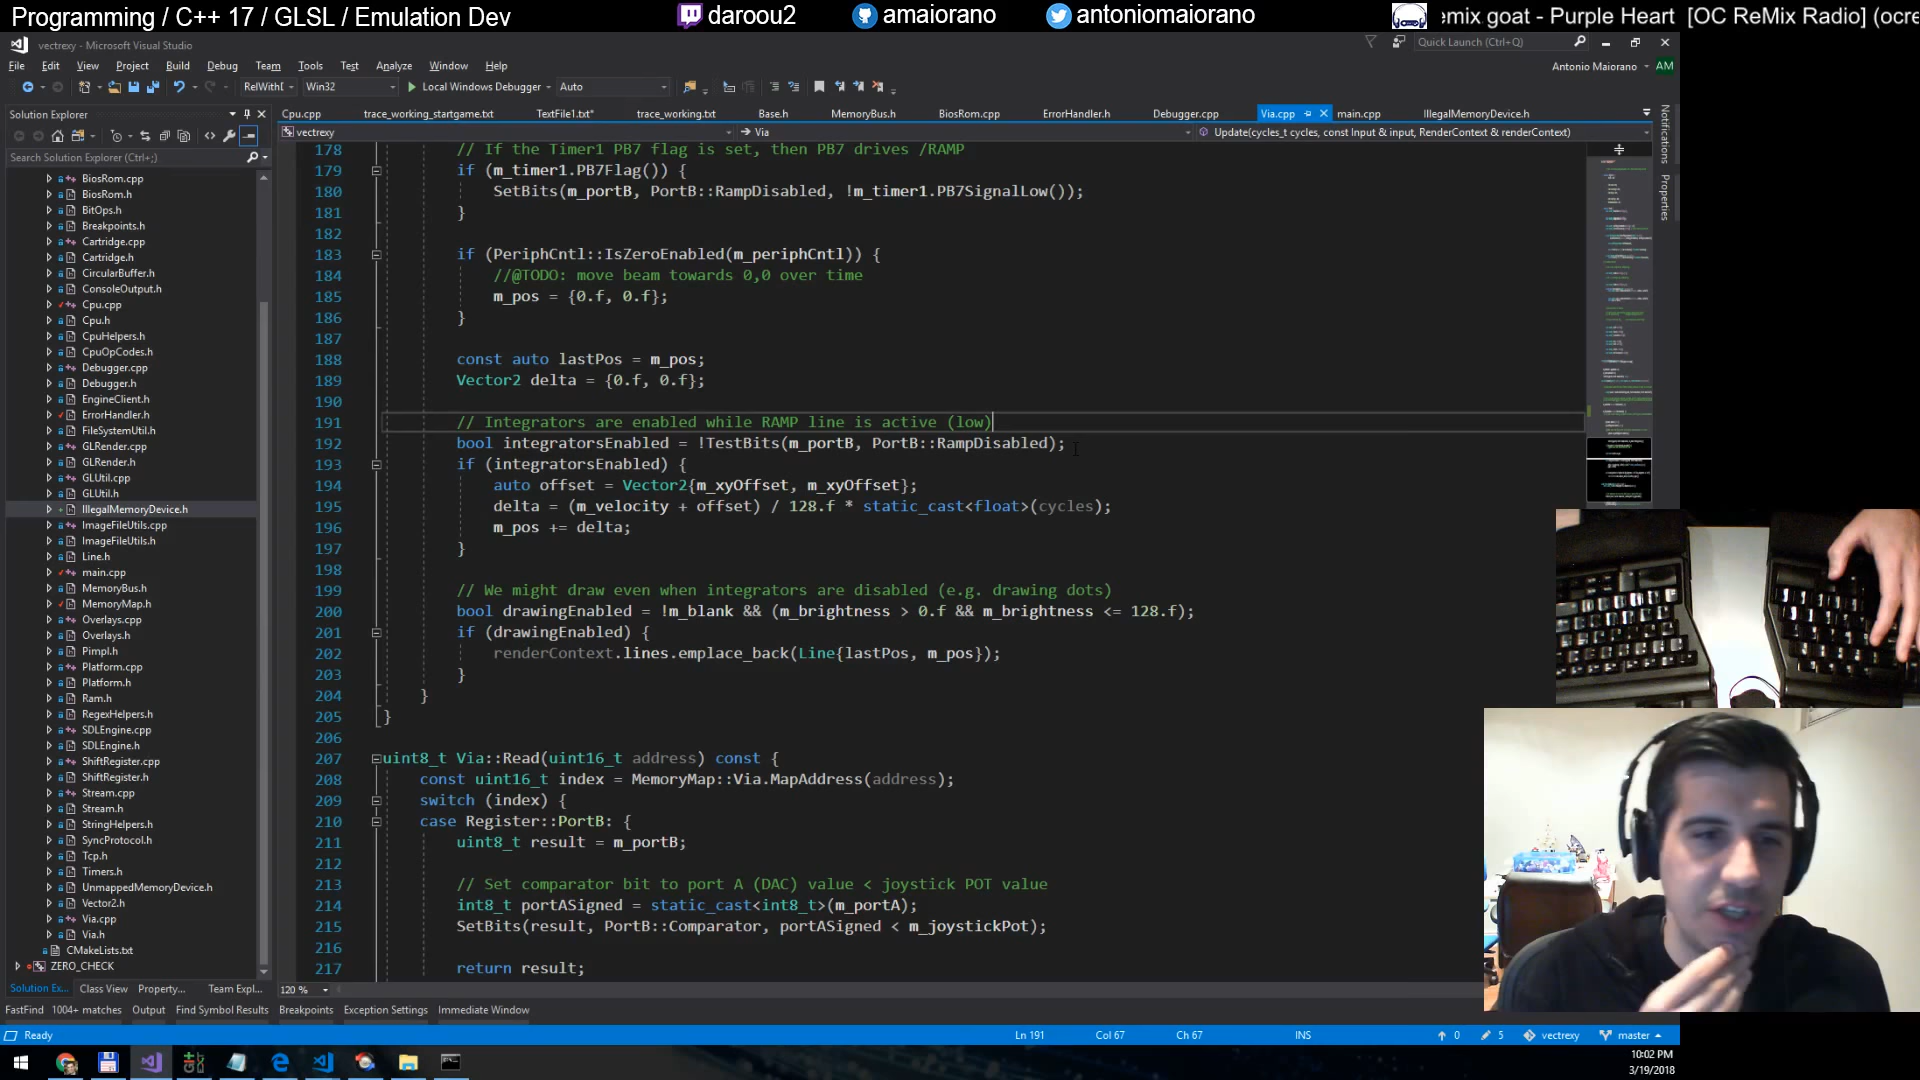 Programming / C++ 17 / GLSL / Emulation Dev
daroou2
amaiorano
antoniomaiorano
emix goat - Purple Heart [OC ReMix Radio] (ocre
vectrexy - Microsoft Visual Studio
Quick Launch (Ctrl+Q)
File Edit View Project Build Debug Team Tools Test Analyze Window Help
Antonio Maiorano AM
RelWithI Win32 Local Windows Debugger Auto
Solution Explorer
Cpu.cpp trace_working_startgame.txt TextFile1.txt* trace_working.txt Base.h MemoryBus.h BiosRom.cpp ErrorHandler.h Debugger.cpp Via.cpp main.cpp IllegalMemoryDevice.h
vectrexy Via Update(cycles_t cycles, const Input & input, RenderContext & renderContext)
Notifications
Properties
Search Solution Explorer (Ctrl+;)
BiosRom.cpp
BiosRom.h
BitOps.h
Breakpoints.h
Cartridge.cpp
Cartridge.h
CircularBuffer.h
ConsoleOutput.h
Cpu.cpp
Cpu.h
CpuHelpers.h
CpuOpCodes.h
Debugger.cpp
Debugger.h
EngineClient.h
ErrorHandler.h
FileSystemUtil.h
GLRender.cpp
GLRender.h
GLUtil.cpp
GLUtil.h
IllegalMemoryDevice.h
ImageFileUtils.cpp
ImageFileUtils.h
Line.h
main.cpp
MemoryBus.h
MemoryMap.h
Overlays.cpp
Overlays.h
Pimpl.h
Platform.cpp
Platform.h
Ram.h
RegexHelpers.h
SDLEngine.cpp
SDLEngine.h
ShiftRegister.cpp
ShiftRegister.h
Stream.cpp
Stream.h
StringHelpers.h
SyncProtocol.h
Tcp.h
Timers.h
UnmappedMemoryDevice.h
Vector2.h
Via.cpp
Via.h
CMakeLists.txt
ZERO_CHECK
178 // If the Timer1 PB7 flag is set, then PB7 drives /RAMP
179 if (m_timer1.PB7Flag()) {
180 SetBits(m_portB, PortB::RampDisabled, !m_timer1.PB7SignalLow());
181 }
182
183 if (PeriphCntl::IsZeroEnabled(m_periphCntl)) {
184 //@TODO: move beam towards 0,0 over time
185 m_pos = {0.f, 0.f};
186 }
187
188 const auto lastPos = m_pos;
189 Vector2 delta = {0.f, 0.f};
190
191 // Integrators are enabled while RAMP line is active (low)
192 bool integratorsEnabled = !TestBits(m_portB, PortB::RampDisabled);
193 if (integratorsEnabled) {
194 auto offset = Vector2{m_xyOffset, m_xyOffset};
195 delta = (m_velocity + offset) / 128.f * static_cast<float>(cycles);
196 m_pos += delta;
197 }
198
199 // We might draw even when integrators are disabled (e.g. drawing dots)
200 bool drawingEnabled = !m_blank && (m_brightness > 0.f && m_brightness <= 128.f);
201 if (drawingEnabled) {
202 renderContext.lines.emplace_back(Line{lastPos, m_pos});
203 }
204 }
205 }
206
207 uint8_t Via::Read(uint16_t address) const {
208 const uint16_t index = MemoryMap::Via.MapAddress(address);
209 switch (index) {
210 case Register::PortB: {
211 uint8_t result = m_portB;
212
213 // Set comparator bit to port A (DAC) value < joystick POT value
214 int8_t portASigned = static_cast<int8_t>(m_portA);
215 SetBits(result, PortB::Comparator, portASigned < m_joystickPot);
216
217 return result;
Solution Ex... Class View Property... Team Expl...
120 %
FastFind 1004+ matches Output Find Symbol Results Breakpoints Exception Settings Immediate Window
Ready Ln 191 Col 67 Ch 67 INS 0 5 vectrexy master
10:02 PM
3/19/2018